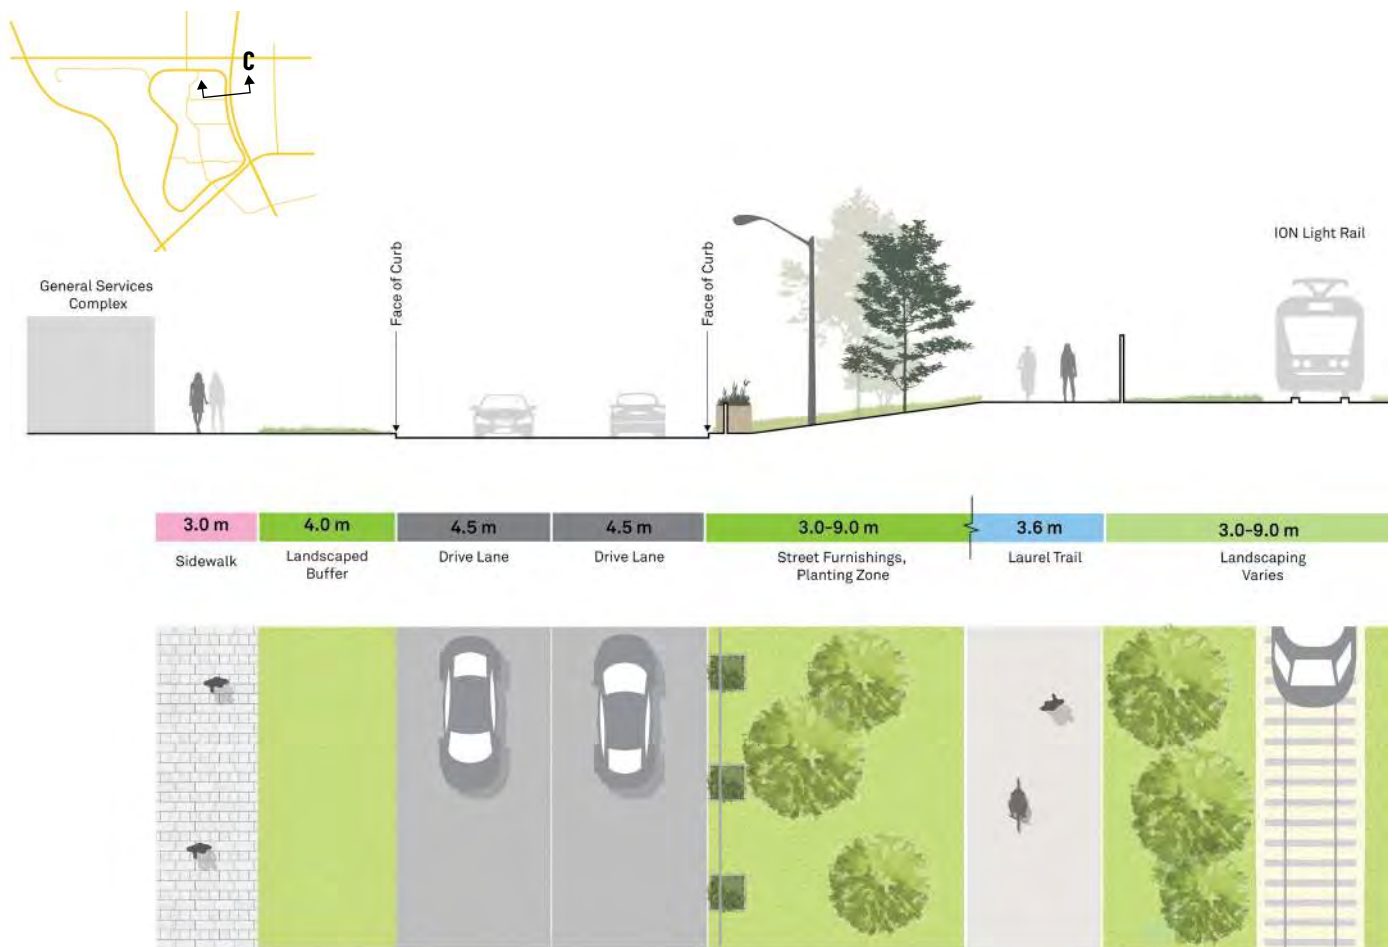 C
ION Light Rail
General Services
Complex
Face of Curb
Face of Curb
3.0 m
4.0 m
4.5 m
4.5 m
3.0-9.0 m
3.6 m
3.0-9.0 m
Sidewalk
Landscaped
Buffer
Drive Lane
Drive Lane
Street Furnishings,
Planting Zone
Laurel Trail
Landscaping
Varies